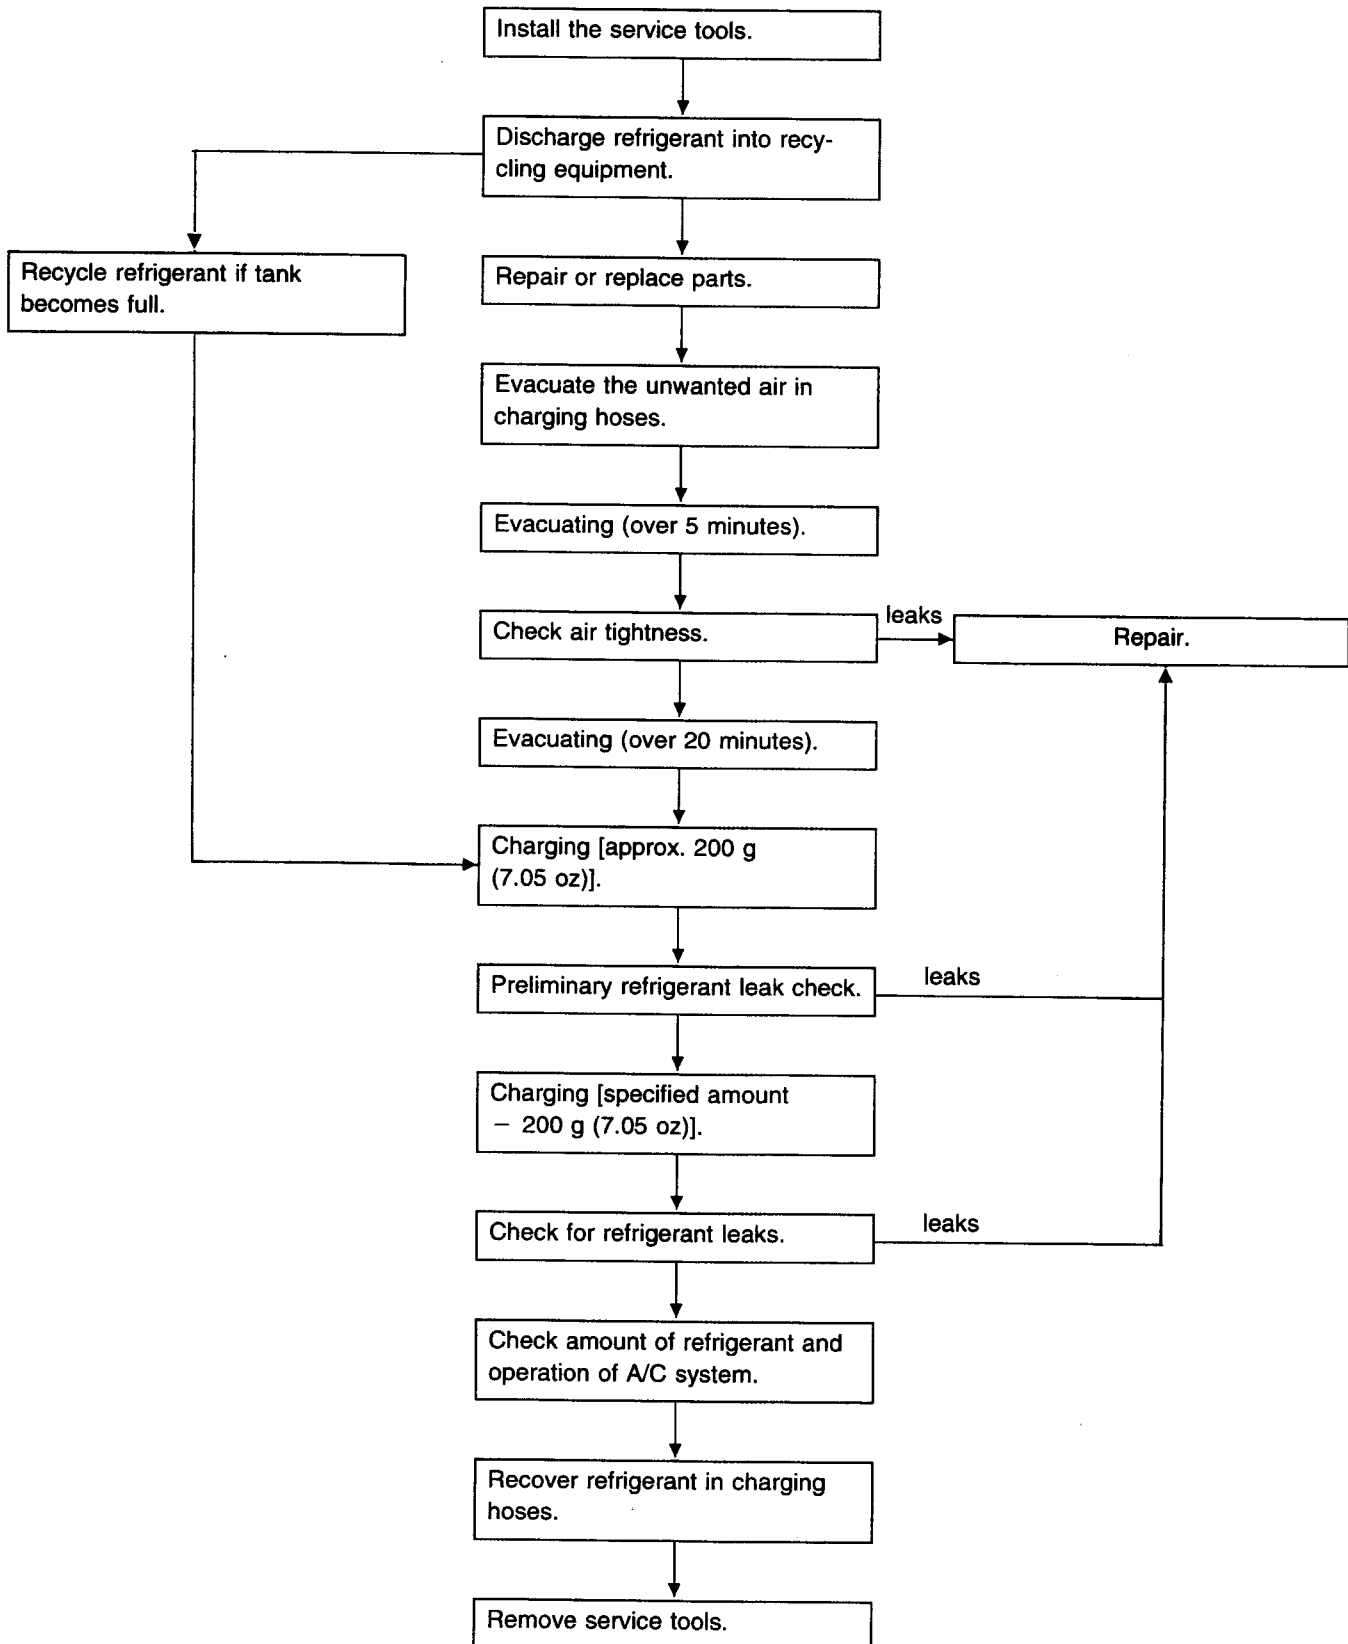 Install the service tools.
Discharge refrigerant into recy-
cling equipment.
Recycle refrigerant if tank
becomes full.
Repair or replace parts.
Evacuate the unwanted air in
charging hoses.
Evacuating (over 5 minutes).
Check air tightness.
leaks
Repair.
Evacuating (over 20 minutes).
Charging [approx. 200 g
(7.05 oz)].
Preliminary refrigerant leak check.
leaks
Charging [specified amount
− 200 g (7.05 oz)].
Check for refrigerant leaks.
leaks
Check amount of refrigerant and
operation of A/C system.
Recover refrigerant in charging
hoses.
Remove service tools.